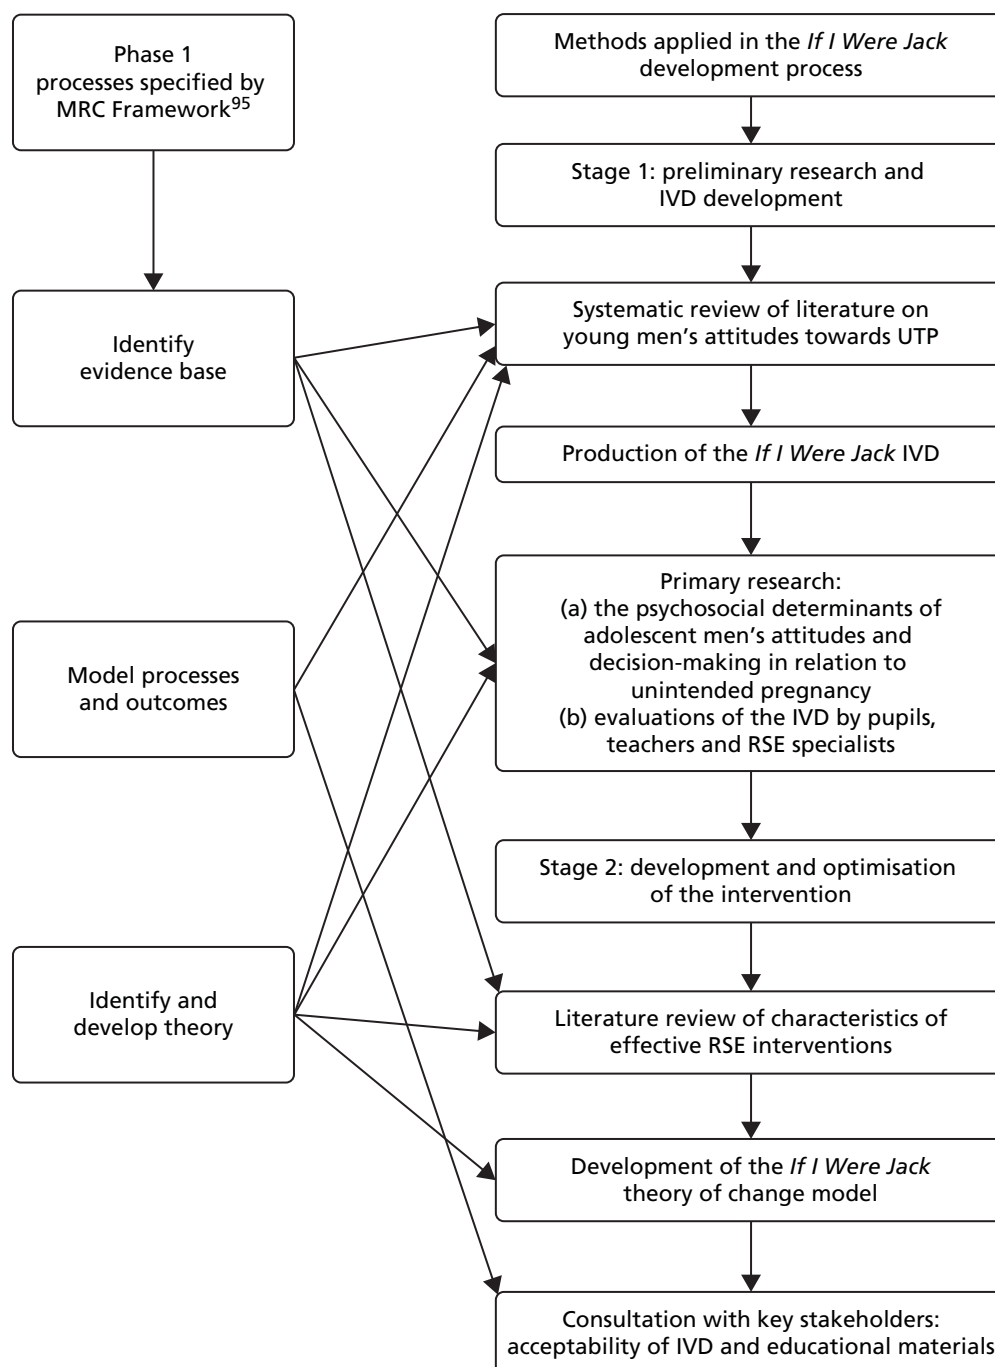 Phase 1
processes specified by
MRC Framework95
Identify
evidence base
Model processes
and outcomes
Identify and
develop theory
Methods applied in the If I Were Jack
development process
Stage 1: preliminary research and
IVD development
Systematic review of literature on
young men's attitudes towards UTP
Production of the If I Were Jack IVD
Primary research:
(a) the psychosocial determinants of
adolescent men's attitudes and
decision-making in relation to
unintended pregnancy
(b) evaluations of the IVD by pupils,
teachers and RSE specialists
Stage 2: development and optimisation
of the intervention
Literature review of characteristics of
effective RSE interventions
Development of the If I Were Jack
theory of change model
Consultation with key stakeholders:
acceptability of IVD and educational materials